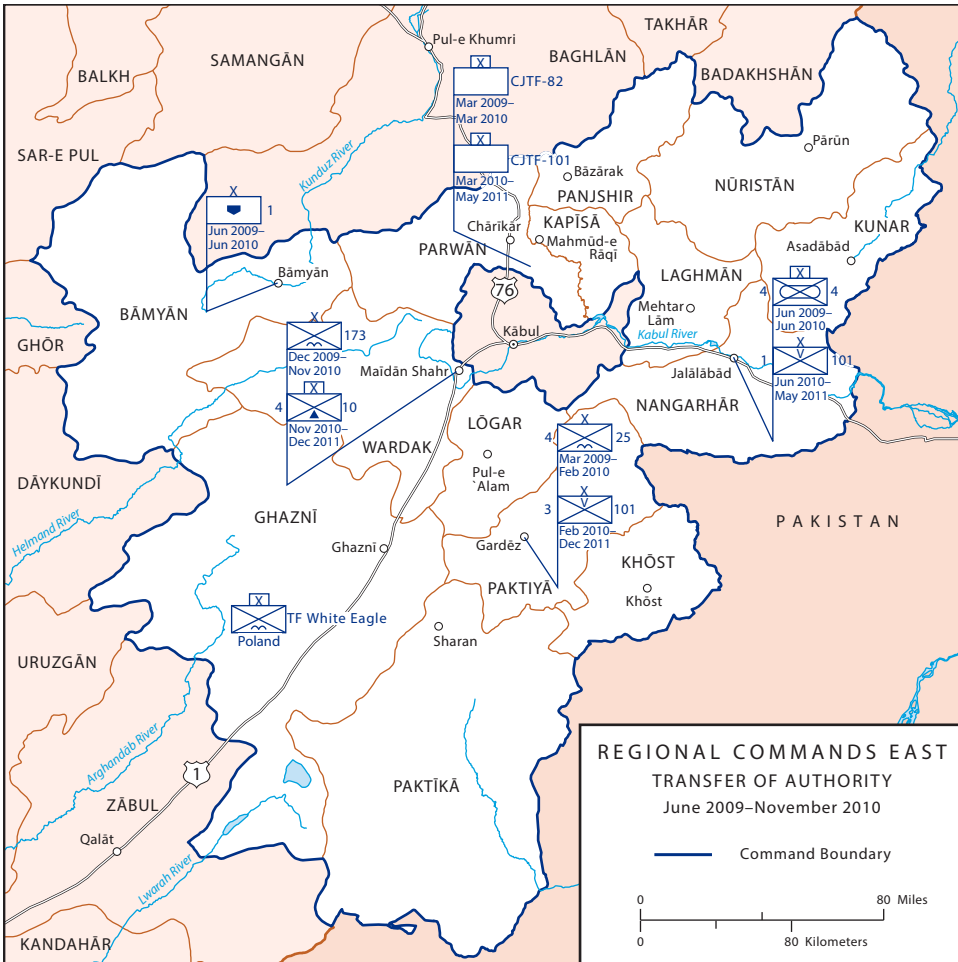 TAKHĀR
Pul-e Khumri
SAMANGĀN
BAGHLĀN
BALKH
BADAKHSHĀN
X
CJTF-82
Mar 2009–
Mar 2010
SAR-E PUL
Kunduz River
X
CJTF-101
Mar 2010–
May 2011
Pārūn
Bāzārak
PANJSHIR
NŪRISTĀN
X
1
Jun 2009–
Jun 2010
KAPĪSĀ
Chārīkār
Mahmūd-e
Rāqī
KUNAR
PARWĀN
Asadābād
LAGHMĀN
Bāmyān
76
X
4
4
Jun 2009–
Jun 2010
BĀMYĀN
Mehtar
Lām
Kabul River
GHŌR
X
173
Dec 2009–
Nov 2010
Kābul
X
V
1
101
Jun 2010–
May 2011
Maīdān Shahr
Jalālābād
X
4
10
Nov 2010–
Dec 2011
NANGARHĀR
LŌGAR
X
4
25
Mar 2009–
Feb 2010
WARDAK
Pul-e
`Alam
DĀYKUNDĪ
X
V
3
101
Feb 2010–
Dec 2011
Helmand River
GHAZNĪ
PAKISTAN
Ghaznī
Gardēz
KHŌST
PAKTIYĀ
Khōst
X
TF White Eagle
Poland
Sharan
URUZGĀN
Arghandāb River
1
PAKTĪKĀ
ZĀBUL
Qalāt
Lwarah River
KANDAHĀR
REGIONAL COMMANDS EAST
TRANSFER OF AUTHORITY
June 2009–November 2010
Command Boundary
0
80 Miles
0
80 Kilometers